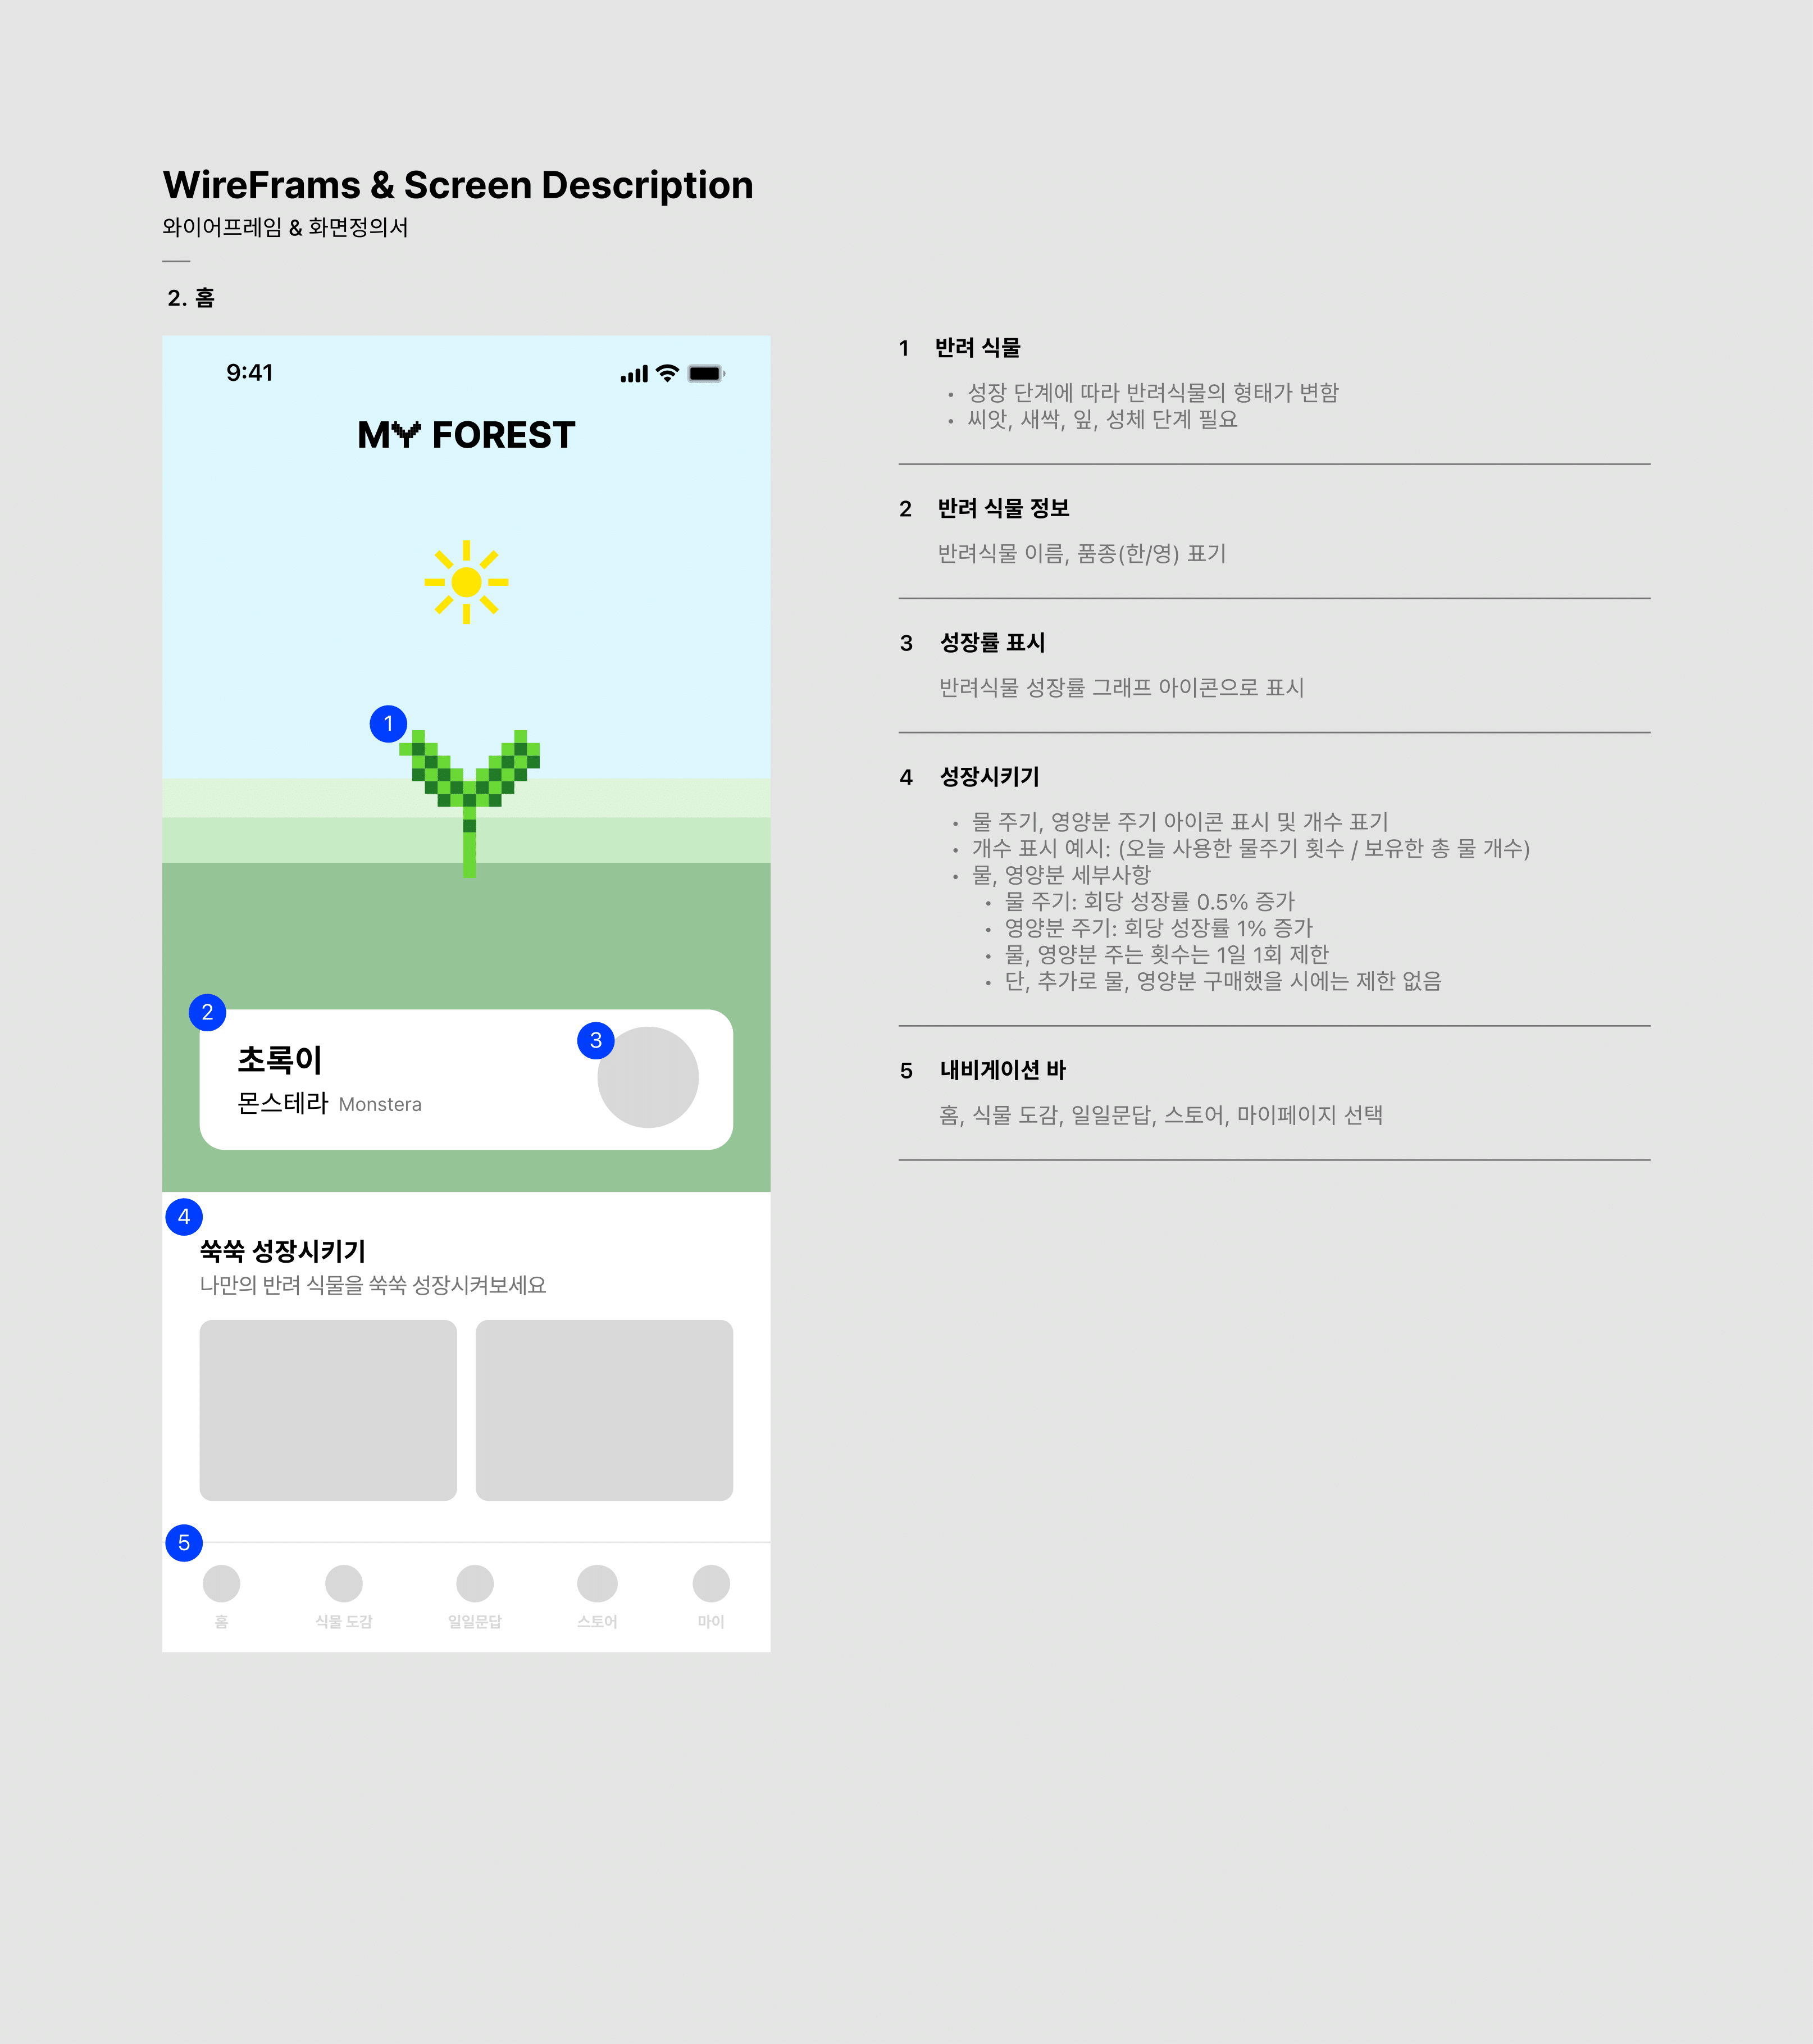 WireFrams & Screen Description
와이어프레임 & 화면정의서
2. 홈
9:41
MY FOREST
1
2
초록이
몬스테라 Monstera
3
4
쑥쑥 성장시키기
나만의 반려 식물을 쑥쑥 성장시켜보세요
5
홈 식물 도감 일일문답 스토어 마이
1 반려 식물
• 성장 단계에 따라 반려식물의 형태가 변함
• 씨앗, 새싹, 잎, 성체 단계 필요
2 반려 식물 정보
반려식물 이름, 품종(한/영) 표기
3 성장률 표시
반려식물 성장률 그래프 아이콘으로 표시
4 성장시키기
• 물 주기, 영양분 주기 아이콘 표시 및 개수 표기
• 개수 표시 예시: (오늘 사용한 물주기 횟수 / 보유한 총 물 개수)
• 물, 영양분 세부사항
• 물 주기: 회당 성장률 0.5% 증가
• 영양분 주기: 회당 성장률 1% 증가
• 물, 영양분 주는 횟수는 1일 1회 제한
• 단, 추가로 물, 영양분 구매했을 시에는 제한 없음
5 내비게이션 바
홈, 식물 도감, 일일문답, 스토어, 마이페이지 선택